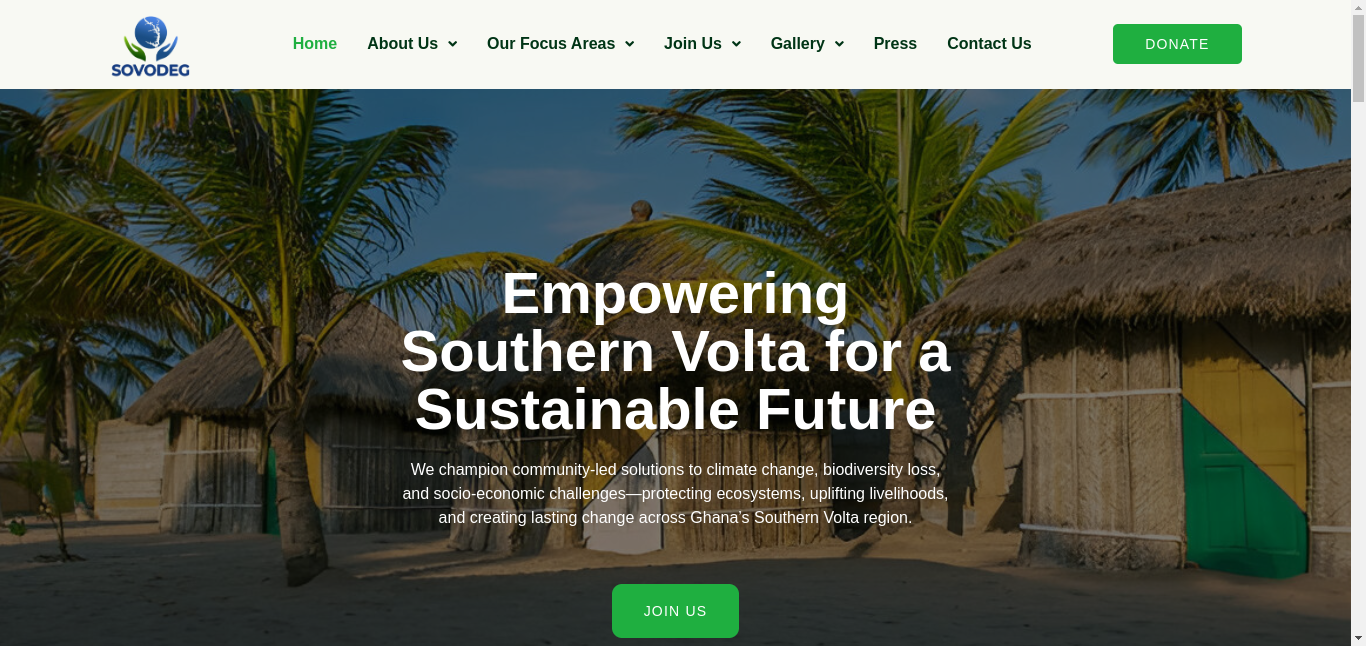 SOVODEG
Home
About Us
Our Focus Areas
Join Us
Gallery
Press
Contact Us
DONATE
Empowering
Southern Volta for a
Sustainable Future
We champion community-led solutions to climate change, biodiversity loss,
and socio-economic challenges—protecting ecosystems, uplifting livelihoods,
and creating lasting change across Ghana’s Southern Volta region.
JOIN US